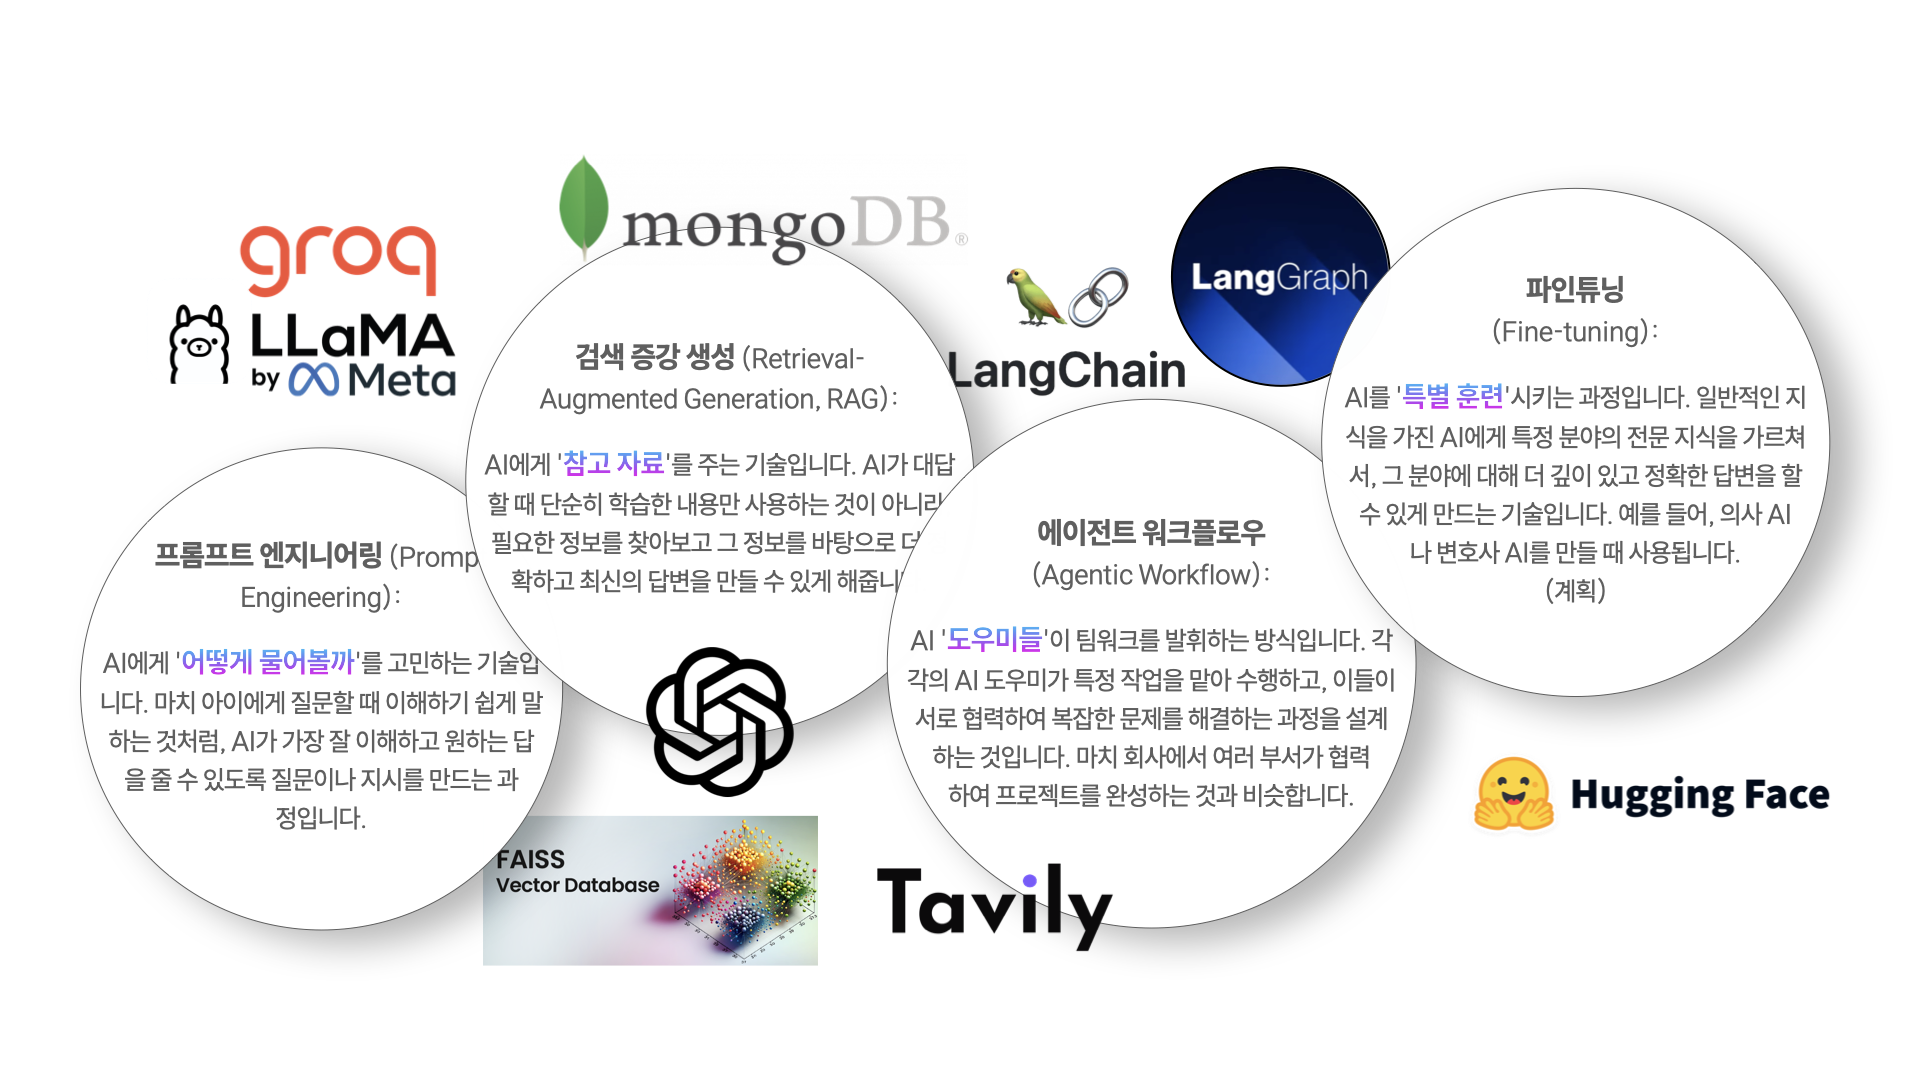 groq
LLaMA
by Meta
프롬프트 엔지니어링 (Promp
Engineering):
AI에게 '어떻게 물어볼까'를 고민하는 기술입
니다. 마치 아이에게 질문할 때 이해하기 쉽게 말
하는 것처럼, AI가 가장 잘 이해하고 원하는 답
을 줄 수 있도록 질문이나 지시를 만드는 과
정입니다.
mongoDB®
검색 증강 생성 (Retrieval-
Augmented Generation, RAG):
AI에게 '참고 자료'를 주는 기술입니다. AI가 대답
할 때 단순히 학습한 내용만 사용하는 것이 아니라
필요한 정보를 찾아보고 그 정보를 바탕으로 더
확하고 최신의 답변을 만들 수 있게 해줍니
FAISS
Vector Database
LangChain
LangGraph
에이전트 워크플로우
(Agentic Workflow):
AI '도우미들'이 팀워크를 발휘하는 방식입니다. 각
각의 AI 도우미가 특정 작업을 맡아 수행하고, 이들이
서로 협력하여 복잡한 문제를 해결하는 과정을 설계
하는 것입니다. 마치 회사에서 여러 부서가 협력
하여 프로젝트를 완성하는 것과 비슷합니다.
Tavily
파인튜닝
(Fine-tuning):
AI를 '특별 훈련'시키는 과정입니다. 일반적인 지
식을 가진 AI에게 특정 분야의 전문 지식을 가르쳐
서, 그 분야에 대해 더 깊이 있고 정확한 답변을 할
수 있게 만드는 기술입니다. 예를 들어, 의사 AI
나 변호사 AI를 만들 때 사용됩니다.
(계획)
Hugging Face